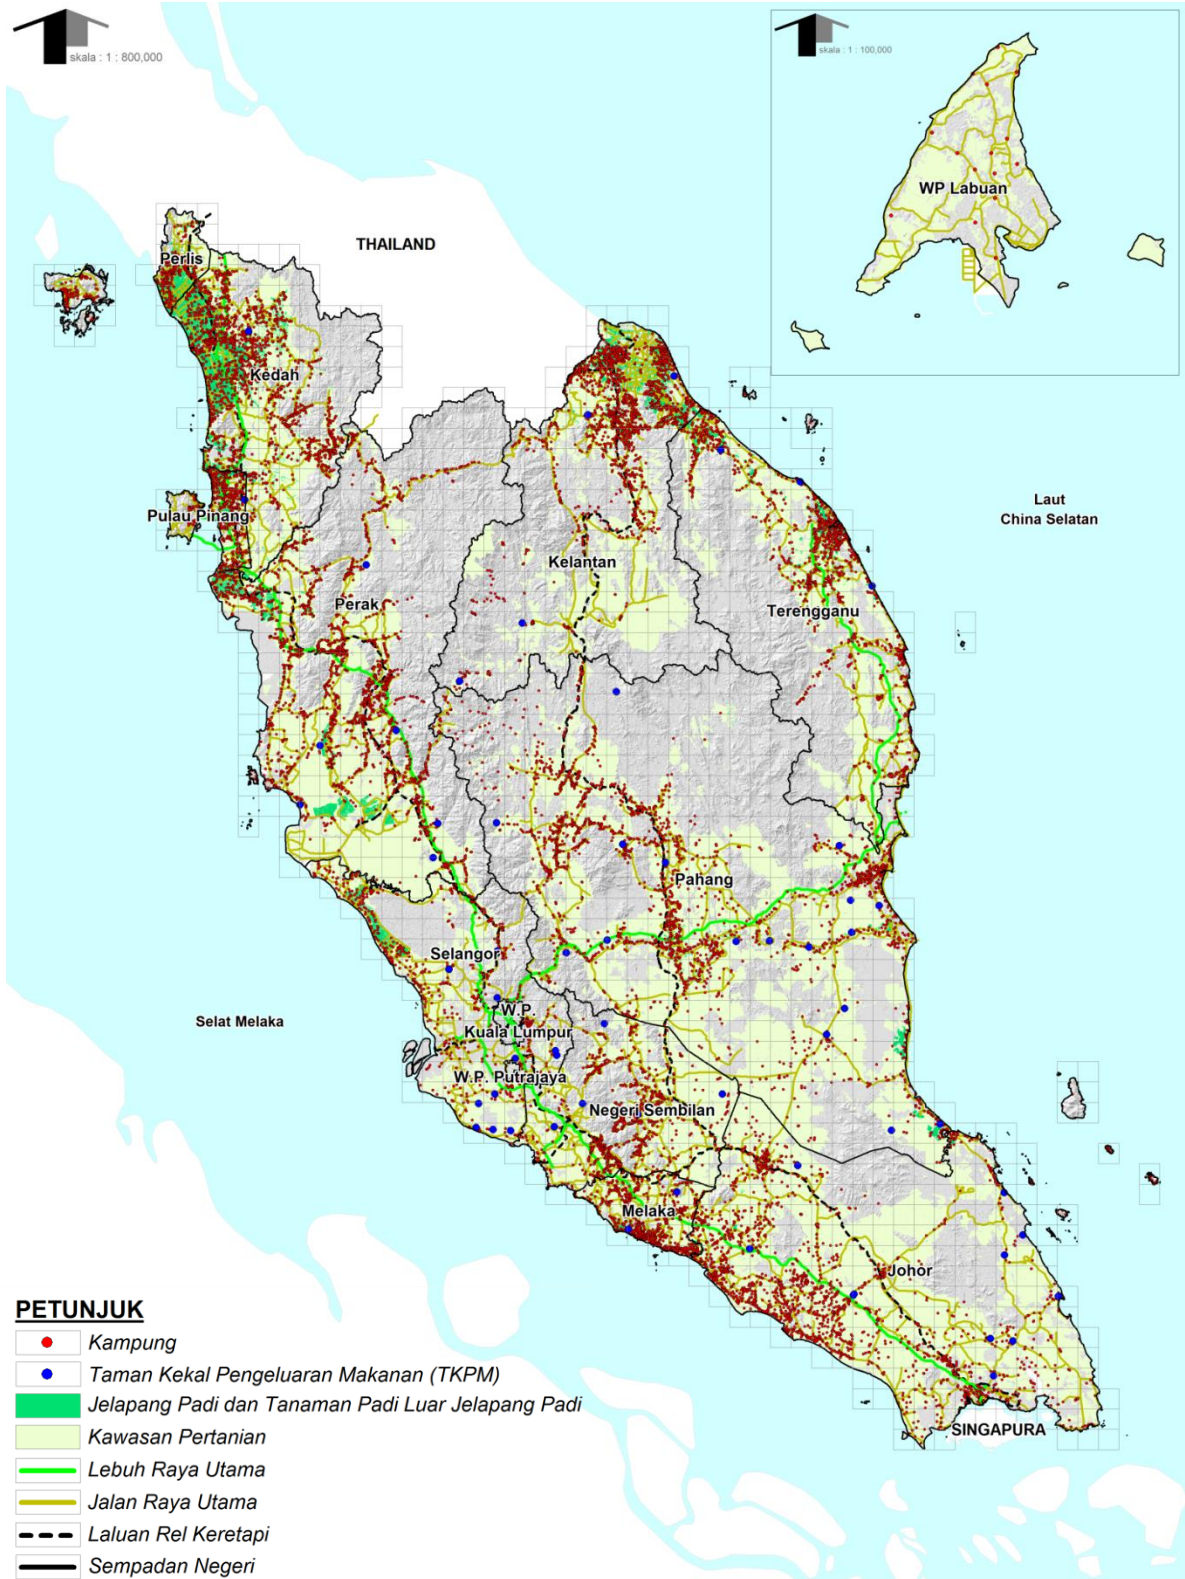 skala : 1 : 800,000
skala : 1 : 100,000
WP Labuan
THAILAND
Perlis
Kedah
Pulau Pinang
Laut
China Selatan
Kelantan
Perak
Terengganu
Pahang
Selangor
W.P.
Kuala Lumpur
Selat Melaka
W.P. Putrajaya
Negeri Sembilan
Melaka
Johor
SINGAPURA
PETUNJUK
Kampung
Taman Kekal Pengeluaran Makanan (TKPM)
Jelapang Padi dan Tanaman Padi Luar Jelapang Padi
Kawasan Pertanian
Lebuh Raya Utama
Jalan Raya Utama
Laluan Rel Keretapi
Sempadan Negeri